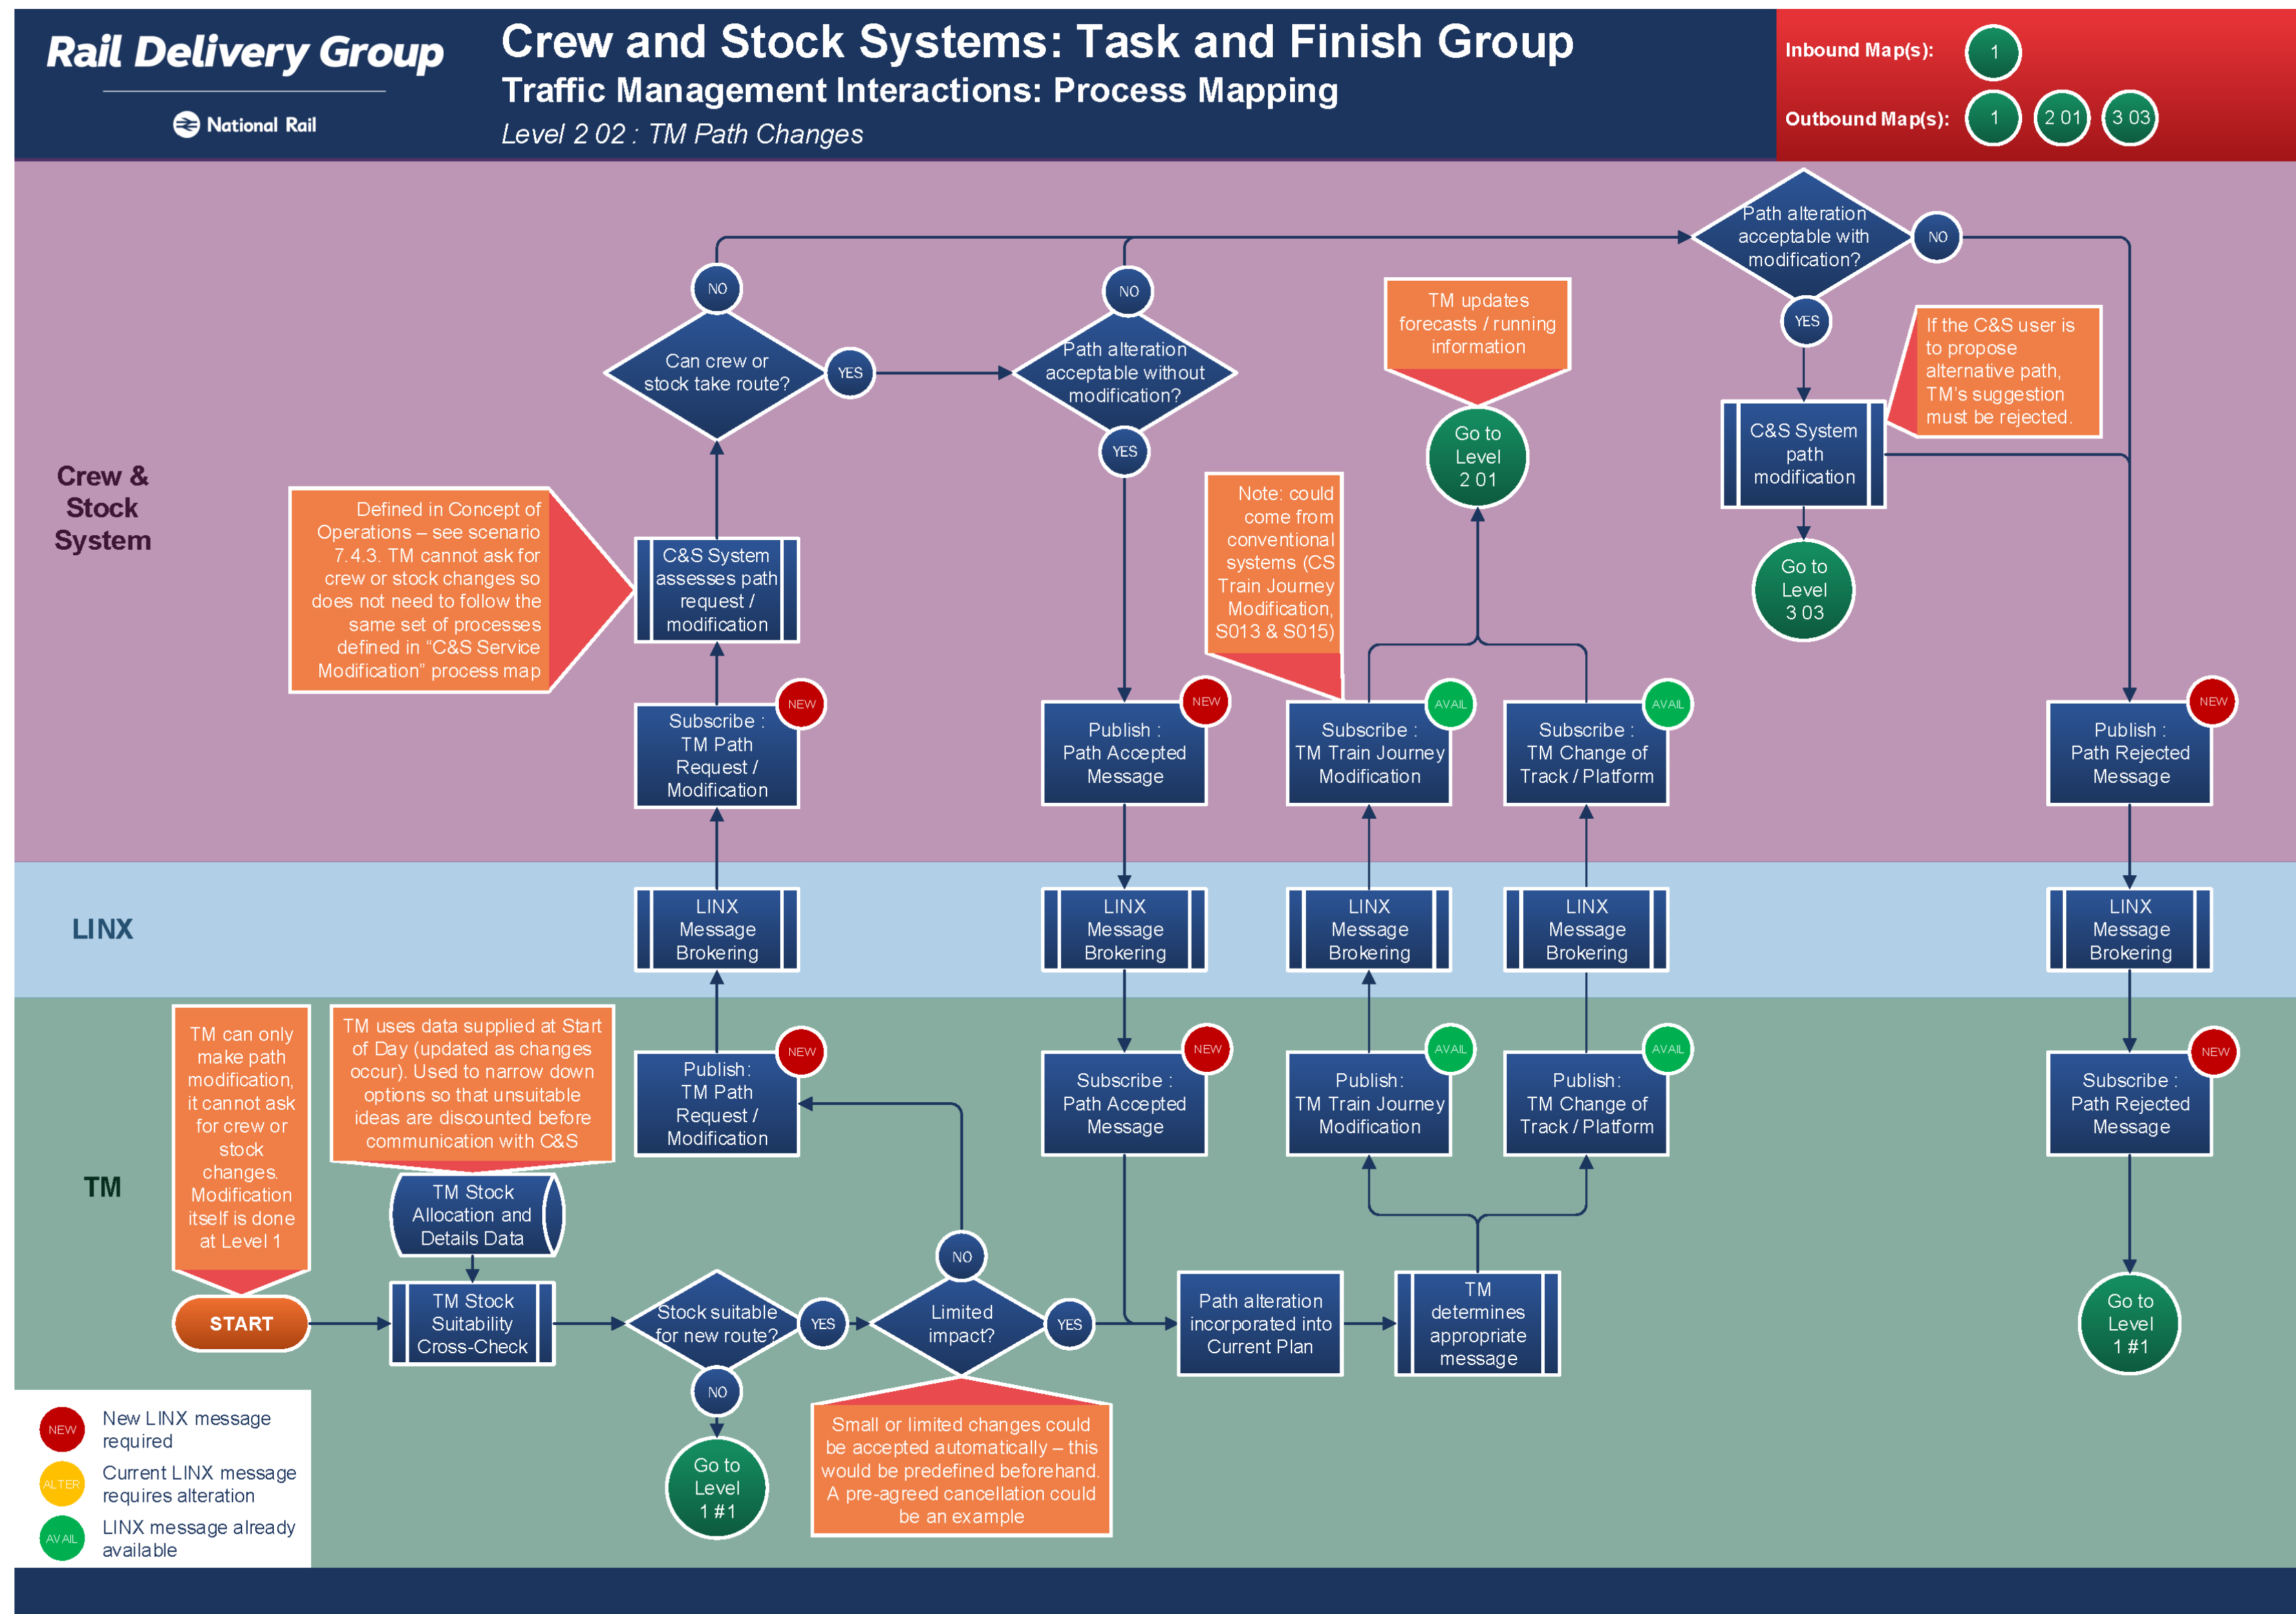 Rail Delivery Group
National Rail
Crew and Stock Systems: Task and Finish Group
Traffic Management Interactions: Process Mapping
Level 2 02 : TM Path Changes
Inbound Map(s):
1
Outbound Map(s):
1
2 01
3 03
Crew &
Stock
System
NO
Can crew or
stock take route?
YES
NO
Path alteration
acceptable without
modification?
YES
TM updates
forecasts / running
information
Go to
Level
2 01
Path alteration
acceptable with
modification?
NO
YES
If the C&S user is
to propose
alternative path,
TM's suggestion
must be rejected.
C&S System
path
modification
Go to
Level
3 03
Defined in Concept of
Operations – see scenario
7.4.3. TM cannot ask for
crew or stock changes so
does not need to follow the
same set of processes
defined in “C&S Service
Modification” process map
C&S System
assesses path
request /
modification
Note: could
come from
conventional
systems (CS
Train Journey
Modification,
S013 & S015)
NEW
Subscribe :
TM Path
Request /
Modification
NEW
Publish :
Path Accepted
Message
AVAIL
Subscribe :
TM Train Journey
Modification
AVAIL
Subscribe :
TM Change of
Track / Platform
NEW
Publish :
Path Rejected
Message
LINX
LINX
Message
Brokering
LINX
Message
Brokering
LINX
Message
Brokering
LINX
Message
Brokering
LINX
Message
Brokering
TM
TM can only
make path
modification,
it cannot ask
for crew or
stock
changes.
Modification
itself is done
at Level 1
TM uses data supplied at Start
of Day (updated as changes
occur). Used to narrow down
options so that unsuitable
ideas are discounted before
communication with C&S
NEW
Publish:
TM Path
Request /
Modification
NEW
Subscribe :
Path Accepted
Message
AVAIL
Publish:
TM Train Journey
Modification
AVAIL
Publish:
TM Change of
Track / Platform
NEW
Subscribe :
Path Rejected
Message
TM Stock
Allocation and
Details Data
START
TM Stock
Suitability
Cross-Check
Stock suitable
for new route?
YES
NO
Go to
Level
1 #1
NO
Limited
impact?
YES
Small or limited changes could
be accepted automatically – this
would be predefined beforehand.
A pre-agreed cancellation could
be an example
Path alteration
incorporated into
Current Plan
TM
determines
appropriate
message
Go to
Level
1 #1
NEW
New LINX message
required
ALTER
Current LINX message
requires alteration
AVAIL
LINX message already
available